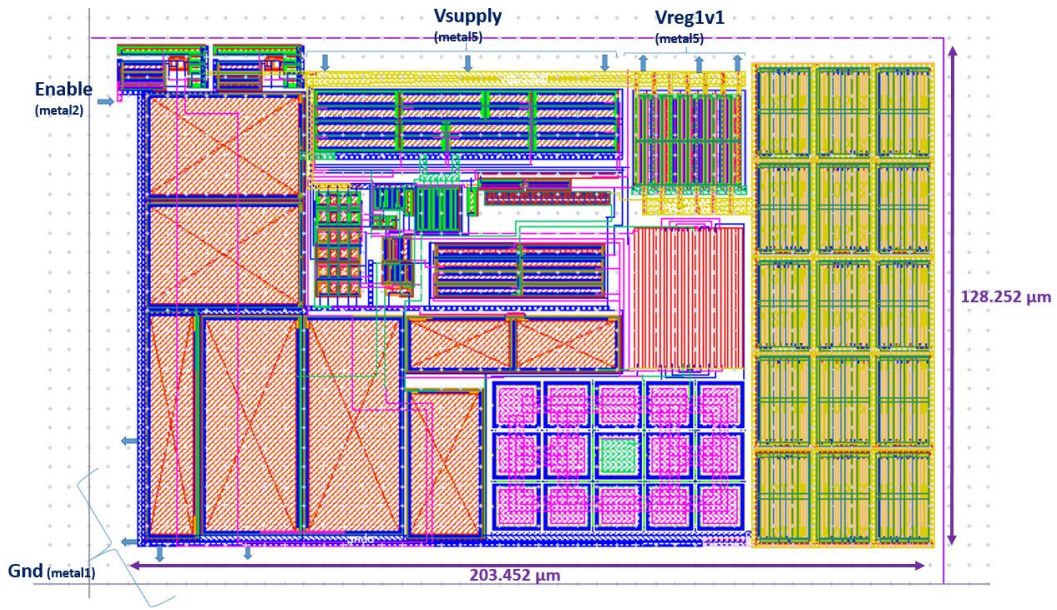 Vsupply
(metal5)
Vreg1v1
(metal5)
Enable
(metal2)
128.252 µm
Gnd (metal1)
203.452 µm